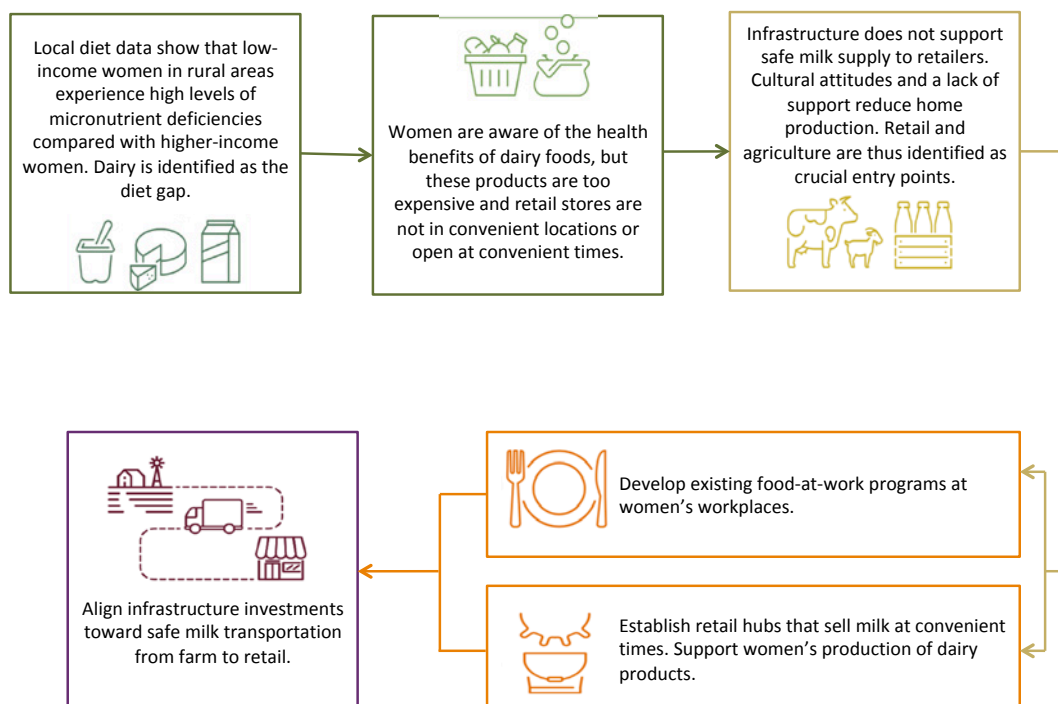 Local diet data show that low-
income women in rural areas
experience high levels of
micronutrient deficiencies
compared with higher-income
women. Dairy is identified as the
diet gap.
Women are aware of the health
benefits of dairy foods, but
these products are too
expensive and retail stores are
not in convenient locations or
open at convenient times.
Infrastructure does not support
safe milk supply to retailers.
Cultural attitudes and a lack of
support reduce home
production. Retail and
agriculture are thus identified as
crucial entry points.
Develop existing food-at-work programs at
women’s workplaces.
Establish retail hubs that sell milk at convenient
times. Support women’s production of dairy
products.
Align infrastructure investments
toward safe milk transportation
from farm to retail.